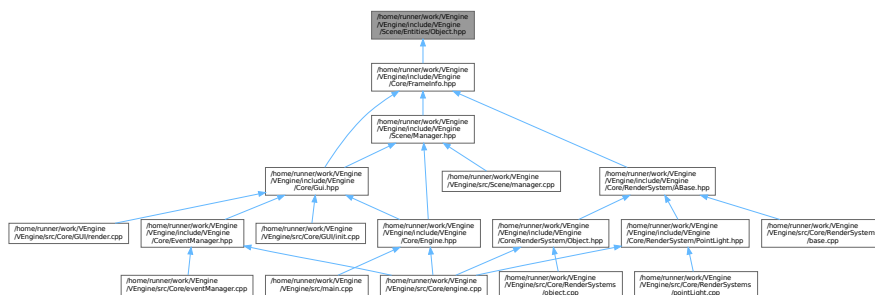 /home/runner/work/VEngine
/VEngine/include/VEngine
/Scene/Entities/Object.hpp
/home/runner/work/VEngine
/VEngine/include/VEngine
/Core/FrameInfo.hpp
/home/runner/work/VEngine
/VEngine/include/VEngine
/Scene/Manager.hpp
/home/runner/work/VEngine
/VEngine/include/VEngine
/Core/Gui.hpp
/home/runner/work/VEngine
/VEngine/src/Scene/manager.cpp
/home/runner/work/VEngine
/VEngine/include/VEngine
/Core/RenderSystem/ABase.hpp
/home/runner/work/VEngine
/VEngine/src/Core/GUI/render.cpp
/home/runner/work/VEngine
/VEngine/include/VEngine
/Core/EventManager.hpp
/home/runner/work/VEngine
/VEngine/src/Core/GUI/init.cpp
/home/runner/work/VEngine
/VEngine/include/VEngine
/Core/Engine.hpp
/home/runner/work/VEngine
/VEngine/include/VEngine
/Core/RenderSystem/Object.hpp
/home/runner/work/VEngine
/VEngine/include/VEngine
/Core/RenderSystem/PointLight.hpp
/home/runner/work/VEngine
/VEngine/src/Core/RenderSystems
/base.cpp
/home/runner/work/VEngine
/VEngine/src/Core/eventManager.cpp
/home/runner/work/VEngine
/VEngine/src/main.cpp
/home/runner/work/VEngine
/VEngine/src/Core/engine.cpp
/home/runner/work/VEngine
/VEngine/src/Core/RenderSystems
/object.cpp
/home/runner/work/VEngine
/VEngine/src/Core/RenderSystems
/pointLight.cpp